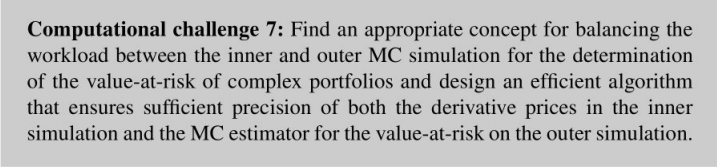 Computational challenge 7: Find an appropriate concept for balancing the
workload between the inner and outer MC simulation for the determination
of the value-at-risk of complex portfolios and design an efficient algorithm
that ensures sufficient precision of both the derivative prices in the inner
simulation and the MC estimator for the value-at-risk on the outer simulation.